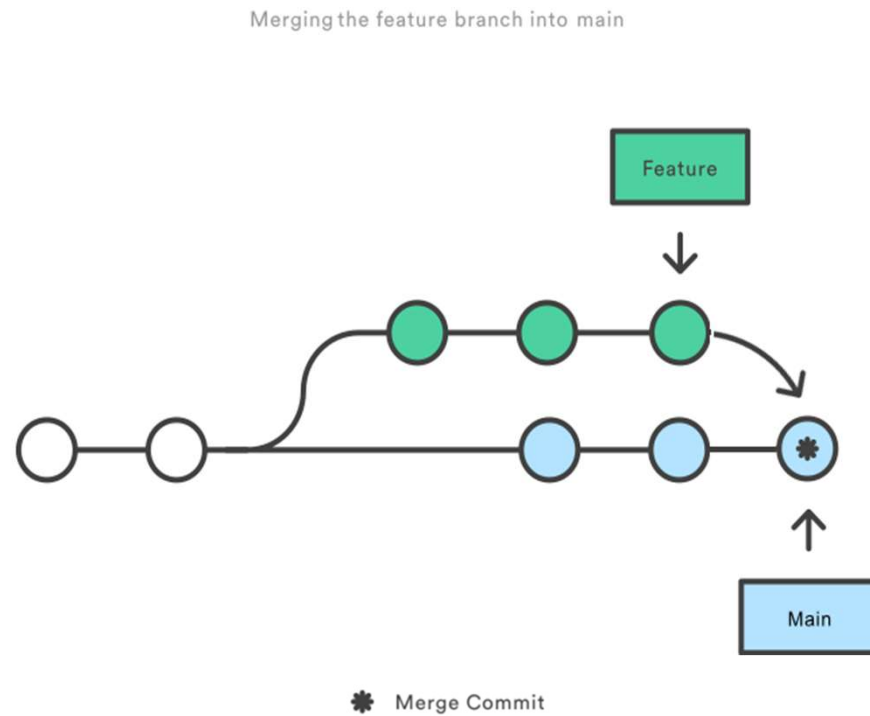 Merging the feature branch into main
Feature
Main
Merge Commit